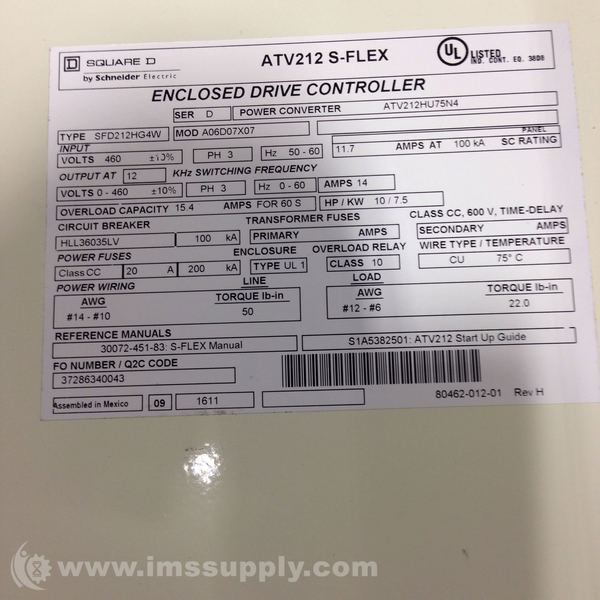 SQUARE D
by Schneider Electric
ATV212 S-FLEX
UL LISTED
IND. CONT. EQ. 38D8
ENCLOSED DRIVE CONTROLLER
SER D POWER CONVERTER ATV212HU75N4
TYPE SFD212HG4W MOD A06D07X07 PANEL
INPUT
VOLTS 460 ±10% PH 3 Hz 50-60 11.7 AMPS AT 100 kA SC RATING
OUTPUT AT 12 KHz SWITCHING FREQUENCY
VOLTS 0 - 460 ±10% PH 3 Hz 0-60 AMPS 14
OVERLOAD CAPACITY 15.4 AMPS FOR 60 S HP / KW 10 / 7.5
CIRCUIT BREAKER TRANSFORMER FUSES CLASS CC, 600 V, TIME-DELAY
HLL36035LV 100 kA PRIMARY AMPS SECONDARY AMPS
POWER FUSES ENCLOSURE OVERLOAD RELAY WIRE TYPE / TEMPERATURE
Class CC 20 A 200 kA TYPE UL 1 CLASS 10 CU 75° C
POWER WIRING LINE LOAD
AWG TORQUE lb-in AWG TORQUE lb-in
#14 - #10 50 #12 - #6 22.0
REFERENCE MANUALS
30072-451-83: S-FLEX Manual S1A5382501: ATV212 Start Up Guide
FO NUMBER / Q2C CODE
37286340043
Assembled in Mexico 09 1611 80462-012-01 Rev H
www.imssupply.com